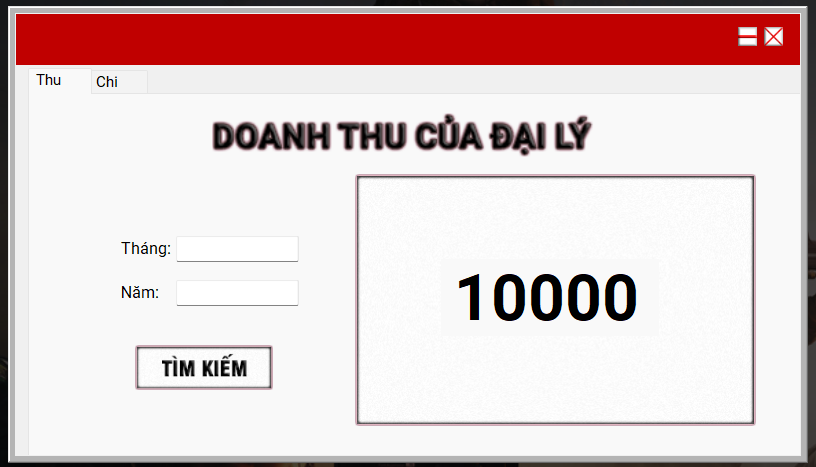 Thu
Chi
DOANH THU CỦA ĐẠI LÝ
Tháng:
Năm:
TÌM KIẾM
10000